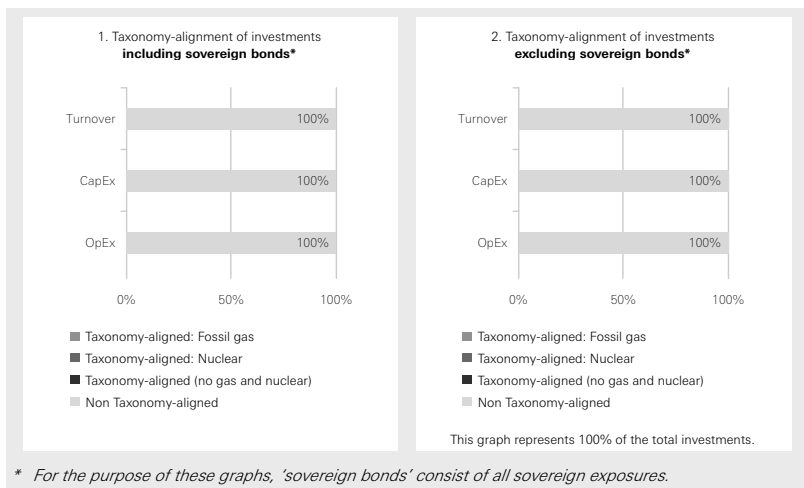 1. Taxonomy-alignment of investments
including sovereign bonds*
Turnover
100%
CapEx
100%
OpEx
100%
0% 50% 100%
Taxonomy-aligned: Fossil gas
Taxonomy-aligned: Nuclear
Taxonomy-aligned (no gas and nuclear)
Non Taxonomy-aligned
2. Taxonomy-alignment of investments
excluding sovereign bonds*
Turnover
100%
CapEx
100%
OpEx
100%
0% 50% 100%
Taxonomy-aligned: Fossil gas
Taxonomy-aligned: Nuclear
Taxonomy-aligned (no gas and nuclear)
Non Taxonomy-aligned
This graph represents 100% of the total investments.
* For the purpose of these graphs, ‘sovereign bonds’ consist of all sovereign exposures.